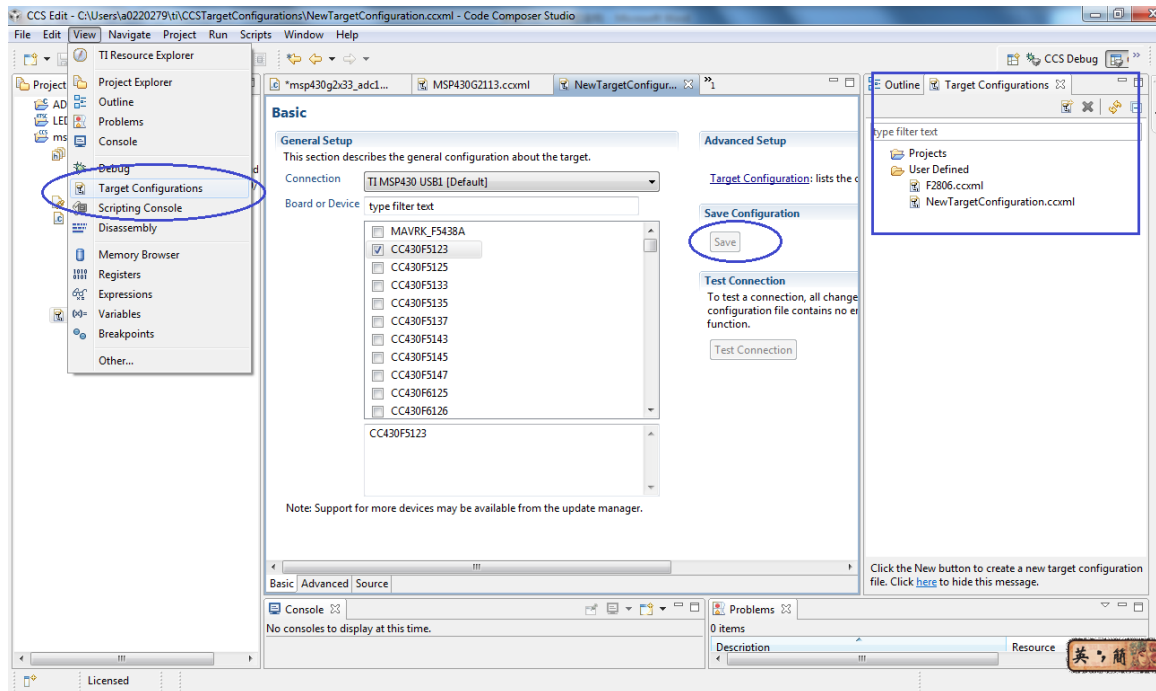 CCS Edit - C:\Users\a0220279\ti\CCSTargetConfigurations\NewTargetConfiguration.ccxml - Code Composer Studio
File Edit View Navigate Project Run Scripts Window Help
CCS Debug
TI Resource Explorer
Project Explorer
Outline
Problems
Console
Debug
Target Configurations
Scripting Console
Disassembly
Memory Browser
Registers
Expressions
Variables
Breakpoints
Other...
Project
AD
LED
ms
*msp430g2x33_adc1... MSP430G2113.ccxml NewTargetConfigur... 1
Basic
General Setup
This section describes the general configuration about the target.
Connection TI MSP430 USB1 [Default]
Board or Device type filter text
MAVRK_F5438A
CC430F5123
CC430F5125
CC430F5133
CC430F5135
CC430F5137
CC430F5143
CC430F5145
CC430F5147
CC430F6125
CC430F6126
CC430F5123
Note: Support for more devices may be available from the update manager.
Advanced Setup
Target Configuration: lists the c
Save Configuration
Save
Test Connection
To test a connection, all change
configuration file contains no er
function.
Test Connection
Basic Advanced Source
Outline Target Configurations
type filter text
Projects
User Defined
F2806.ccxml
NewTargetConfiguration.ccxml
Click the New button to create a new target configuration
file. Click here to hide this message.
Console
No consoles to display at this time.
Problems
0 items
Description Resource
英 简
Licensed